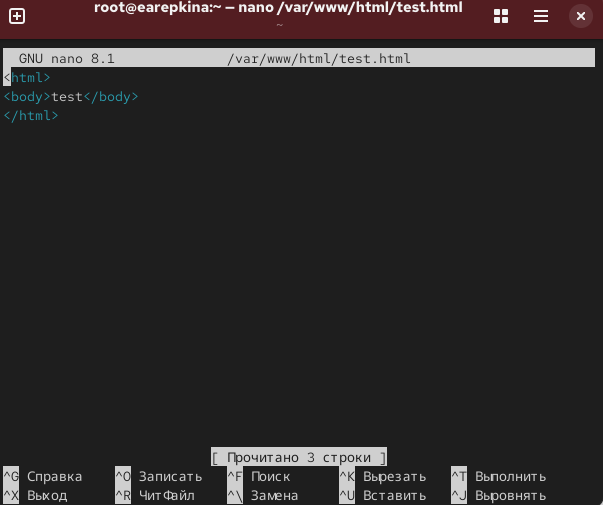 root@earepkina:~ — nano /var/www/html/test.html
~
GNU nano 8.1 /var/www/html/test.html
<html>
<body>test</body>
</html>
[ Прочитано 3 строки ]
^G Справка ^O Записать ^F Поиск ^K Вырезать ^T Выполнить
^X Выход ^R ЧитФайл ^\ Замена ^U Вставить ^J Выровнять